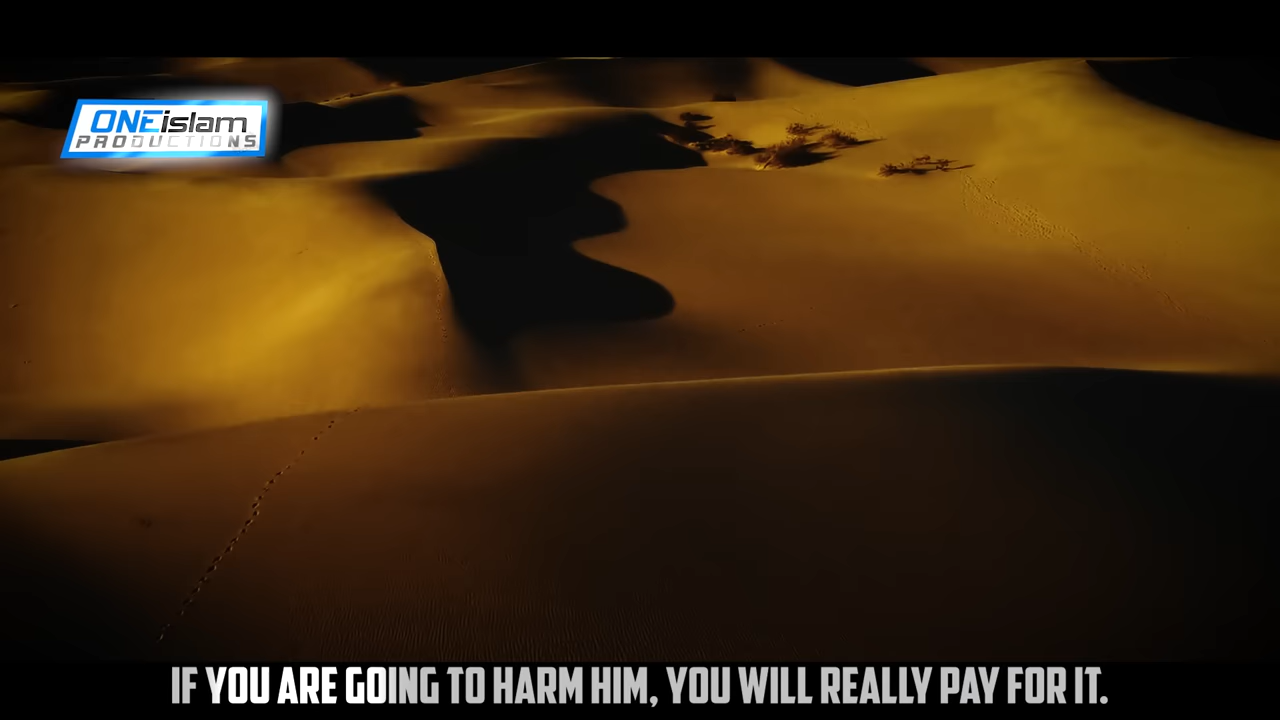 ONEislam
PRODUCTIONS
IF YOU ARE GOING TO HARM HIM, YOU WILL REALLY PAY FOR IT.